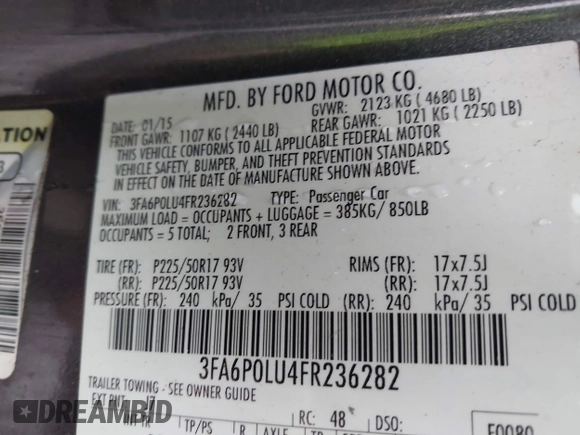 MFD. BY FORD MOTOR CO.
DATE: 01/15
GVWR: 2123 KG ( 4680 LB)
FRONT GAWR: 1107 KG ( 2440 LB)
REAR GAWR: 1021 KG ( 2250 LB)
THIS VEHICLE CONFORMS TO ALL APPLICABLE FEDERAL MOTOR
VEHICLE SAFETY, BUMPER, AND THEFT PREVENTION STANDARDS
IN EFFECT ON THE DATE OF MANUFACTURE SHOWN ABOVE.
VIN: 3FA6P0LU4FR236282 TYPE: Passenger Car
MAXIMUM LOAD = OCCUPANTS + LUGGAGE = 385KG/ 850LB
OCCUPANTS = 5 TOTAL; 2 FRONT, 3 REAR
TIRE (FR): P225/50R17 93V RIMS (FR): 17x7.5J
(RR): P225/50R17 93V (RR): 17x7.5J
PRESSURE (FR): 240 kPa/ 35 PSI COLD (RR): 240 kPa/ 35 PSI COLD
3FA6P0LU4FR236282
TRAILER TOWING - SEE OWNER GUIDE
EXT PNT: J7 RC: 48 DSO:
TP/PS R AXLE TR
F0080
DREAMBID